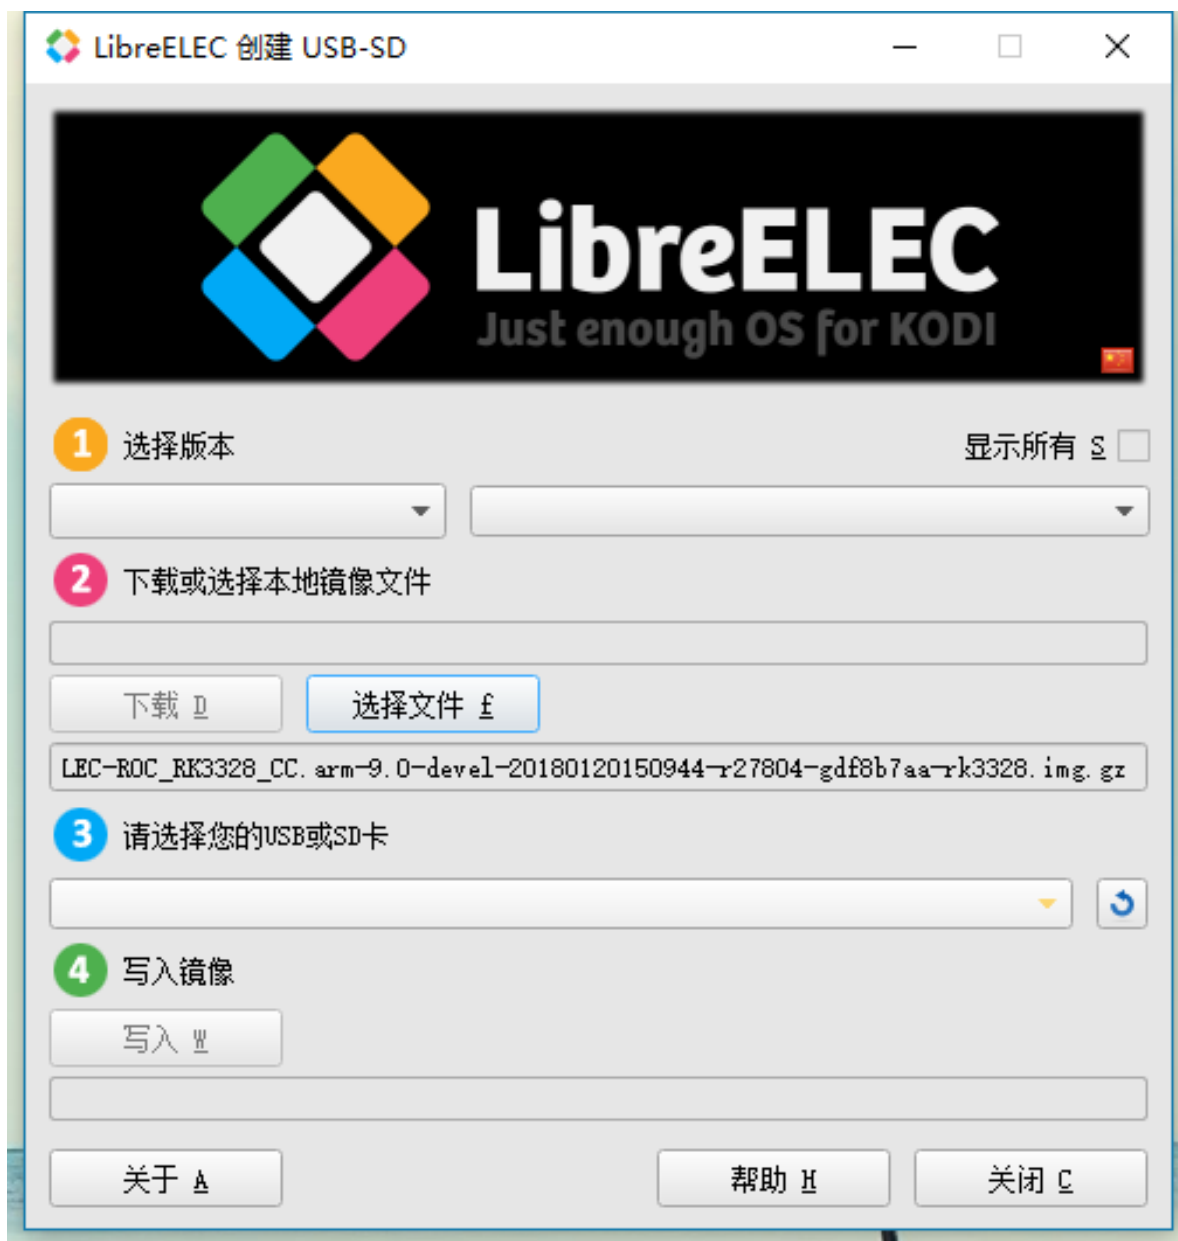 LibreELEC 创建 USB-SD
LibreELEC
Just enough OS for KODI
1 选择版本 显示所有 S
2 下载或选择本地镜像文件
下载 D 选择文件 f
LEC-ROC_RK3328_CC.arm-9.0-devel-20180120150944-r27804-gdf8b7aa-rk3328.img.gz
3 请选择您的USB或SD卡
4 写入镜像
写入 W
关于 A 帮助 H 关闭 C